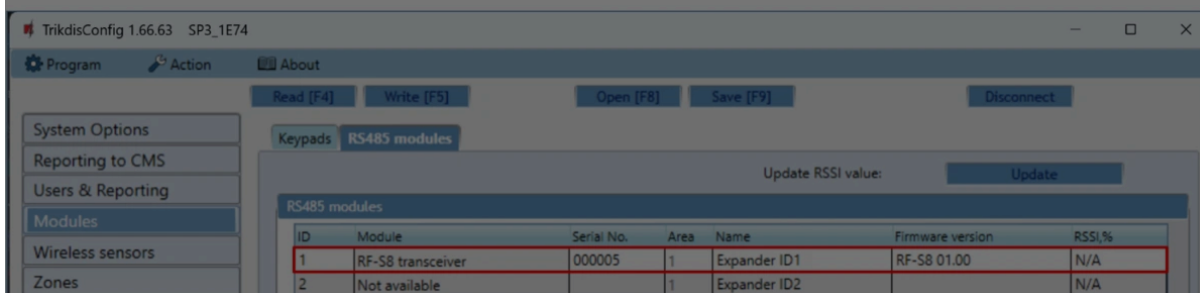 TrikdisConfig 1.66.63 SP3_1E74
Program Action About
Read [F4] Write [F5] Open [F8] Save [F9] Disconnect
System Options
Reporting to CMS
Users & Reporting
Modules
Wireless sensors
Zones
Keypads RS485 modules
Update RSSI value: Update
RS485 modules
ID Module Serial No. Area Name Firmware version RSSI,%
1 RF-S8 transceiver 000005 1 Expander ID1 RF-S8 01.00 N/A
2 Not available 1 Expander ID2 N/A